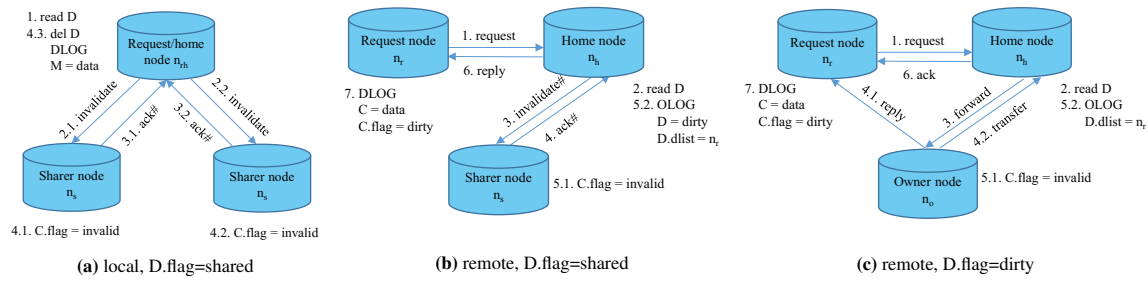 1. read D
4.3. del D
DLOG
M = data
Request/home
node n_rh
2.1. invalidate
3.1. ack#
3.2. ack#
2.2. invalidate
Sharer node
n_s
Sharer node
n_s
4.1. C.flag = invalid
4.2. C.flag = invalid
(a) local, D.flag=shared
Request node
n_r
1. request
6. reply
Home node
n_h
7. DLOG
C = data
C.flag = dirty
3. invalidate#
4. ack#
2. read D
5.2. OLOG
D = dirty
D.dlist = n_r
Sharer node
n_s
5.1. C.flag = invalid
(b) remote, D.flag=shared
Request node
n_r
1. request
6. ack
Home node
n_h
7. DLOG
C = data
C.flag = dirty
4.1. reply
3. forward
4.2. transfer
2. read D
5.2. OLOG
D.dlist = n_r
Owner node
n_o
5.1. C.flag = invalid
(c) remote, D.flag=dirty